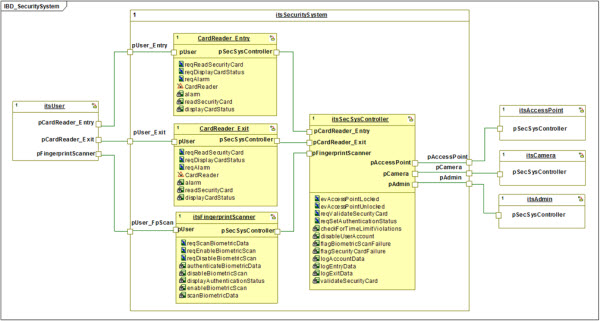 IBD_SecuritySystem
1 itsSecuritySystem
1 CardReader_Entry
pUser pSecSysController
reqReadSecurityCard
reqDisplayCardStatus
reqAlarm
CardReader
alarm
readSecurityCard
displayCardStatus
pUser_Entry
1 itsUser
pCardReader_Entry
pCardReader_Exit
pFingerprintScanner
pUser_Exit
1 CardReader_Exit
pUser pSecSysController
reqReadSecurityCard
reqDisplayCardStatus
reqAlarm
CardReader
alarm
readSecurityCard
displayCardStatus
pUser_FpScan
1 itsFingerprintScanner
pUser pSecSysController
reqScanBiometricData
reqEnableBiometricScan
reqDisableBiometricScan
authenticateBiometricData
disableBiometricScan
displayAuthenticationStatus
enableBiometricScan
scanBiometricData
1 itsSecSysController
pCardReader_Entry
pCardReader_Exit
pFingerprintScanner
pAccessPoint
pCamera
pAdmin
evAccessPointLocked
evAccessPointUnlocked
reqValidateSecurityCard
reqSetAuthenticationStatus
checkForTimeLimitViolations
disableUserAccount
flagBiometricScanFailure
flagSecurityCardFailure
logAccountData
logEntryData
logExitData
validateSecurityCard
pAccessPoint
pCamera
pAdmin
1 itsAccessPoint
pSecSysController
1 itsCamera
pSecSysController
1 itsAdmin
pSecSysController